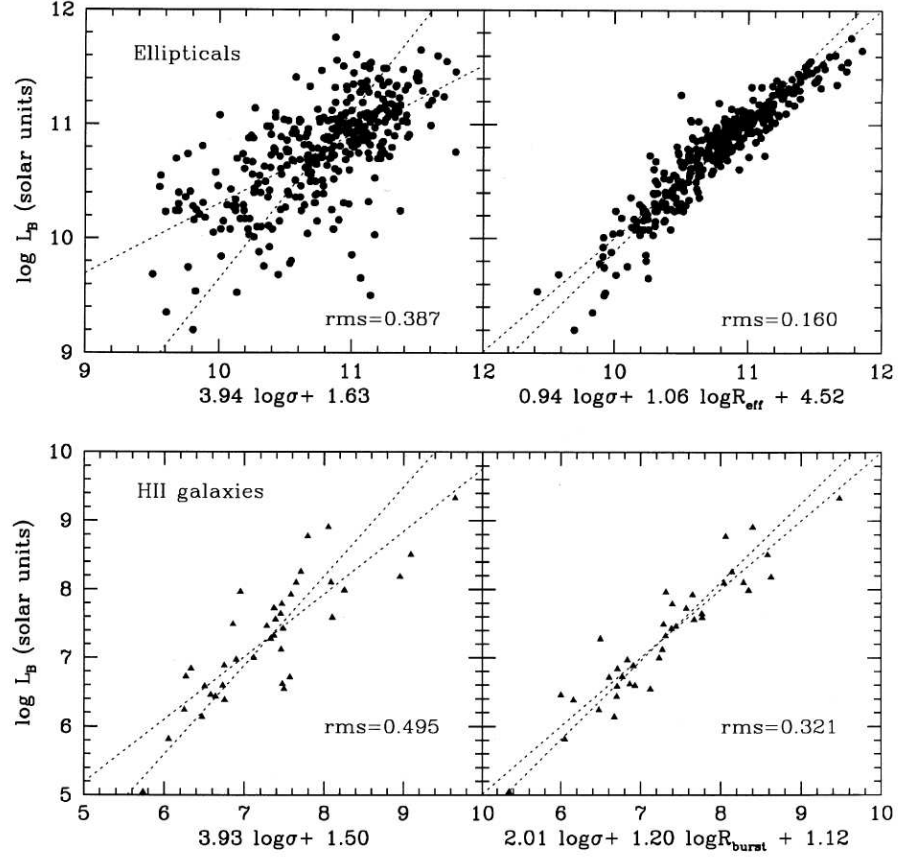 12
11
10
9
log L_B (solar units)
Ellipticals
rms=0.387
9
10
11
12
3.94 logσ+ 1.63
rms=0.160
10
11
12
0.94 logσ+ 1.06 logR_eff + 4.52
10
9
8
7
6
5
log L_B (solar units)
HII galaxies
rms=0.495
5
6
7
8
9
10
3.93 logσ+ 1.50
rms=0.321
6
7
8
9
10
2.01 logσ+ 1.20 logR_burst + 1.12